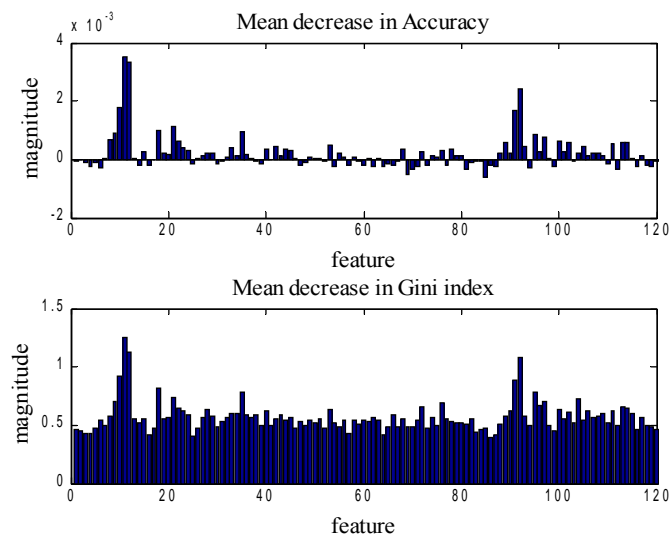 Mean decrease in Accuracy
x 10-3
4
2
0
-2
magnitude
0 20 40 60 80 100 120
feature
Mean decrease in Gini index
1.5
1
0.5
0
magnitude
0 20 40 60 80 100 120
feature